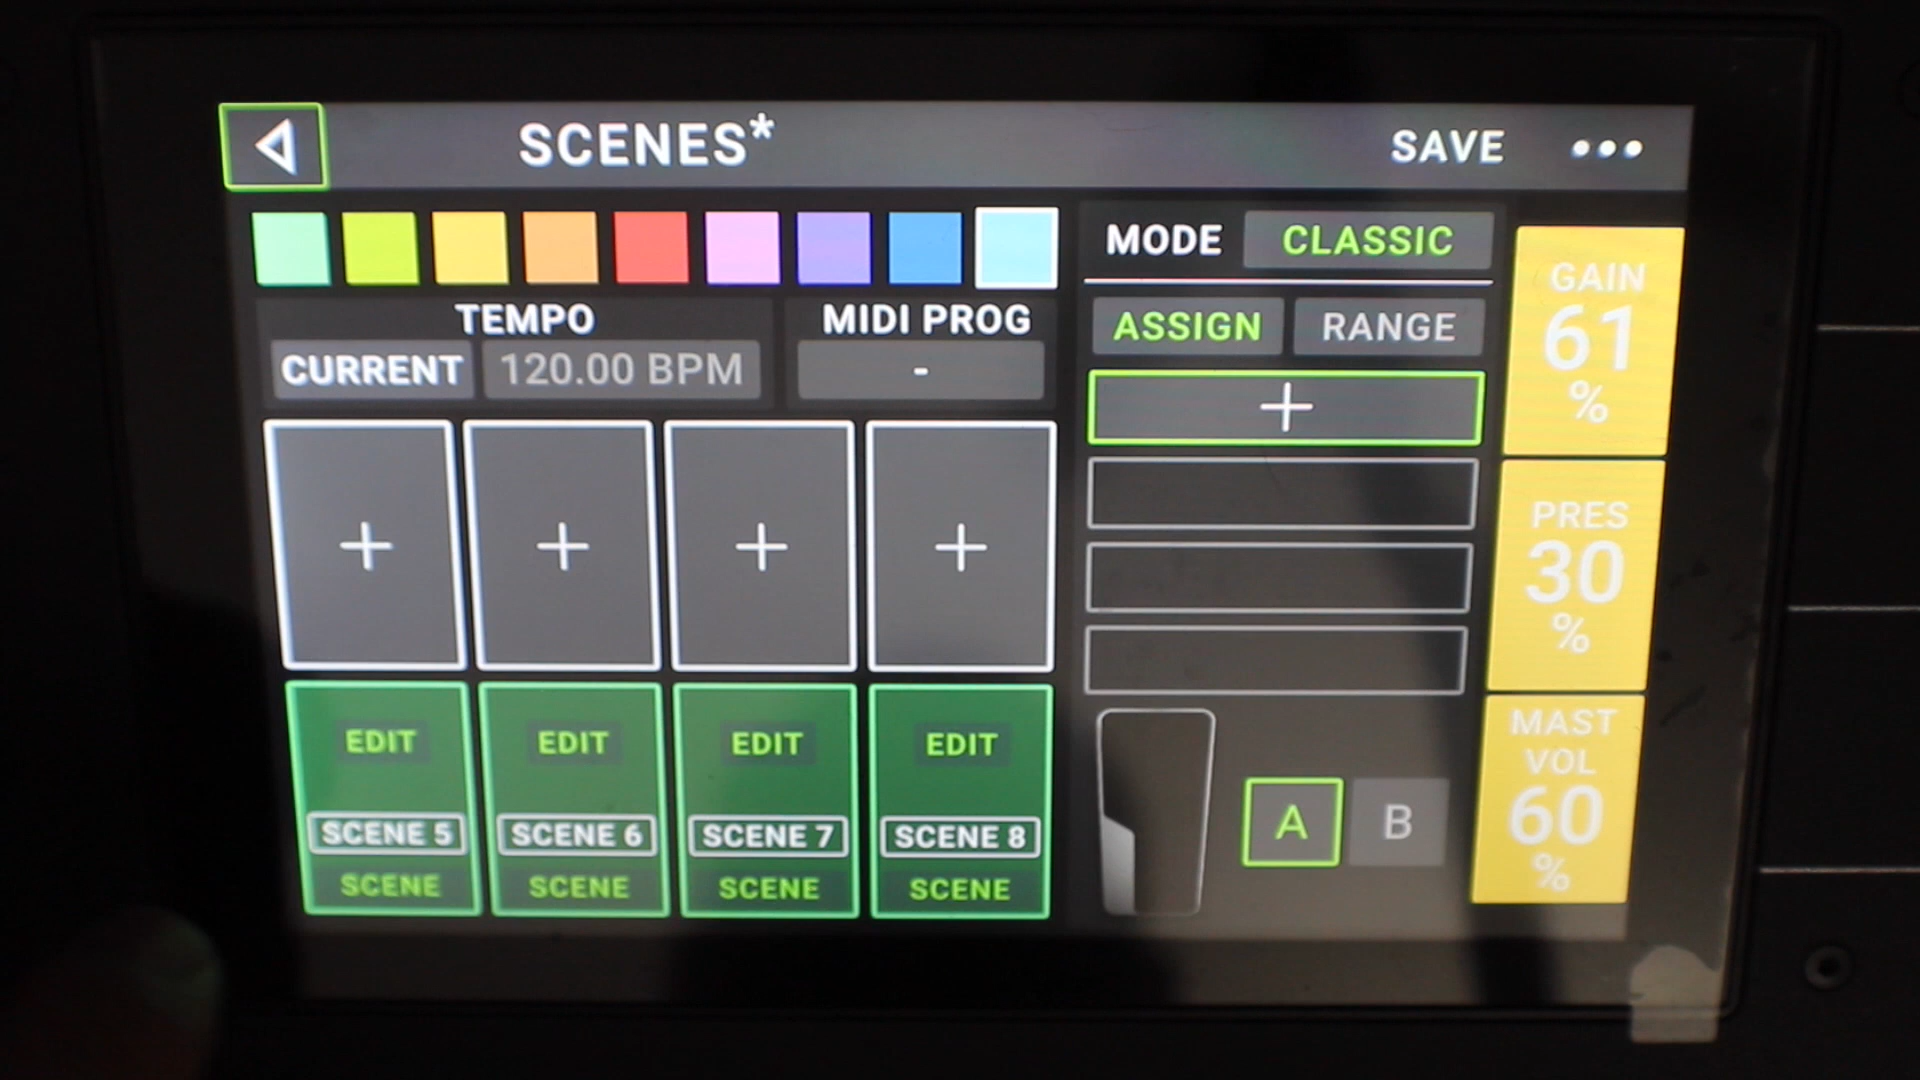 SCENES*
SAVE •••
MODE CLASSIC
TEMPO MIDI PROG
CURRENT 120.00 BPM -
ASSIGN RANGE
+
+ + + +
EDIT EDIT EDIT EDIT
SCENE 5 SCENE 6 SCENE 7 SCENE 8
SCENE SCENE SCENE SCENE
A B
GAIN
61
%
PRES
30
%
MAST
VOL
60
%